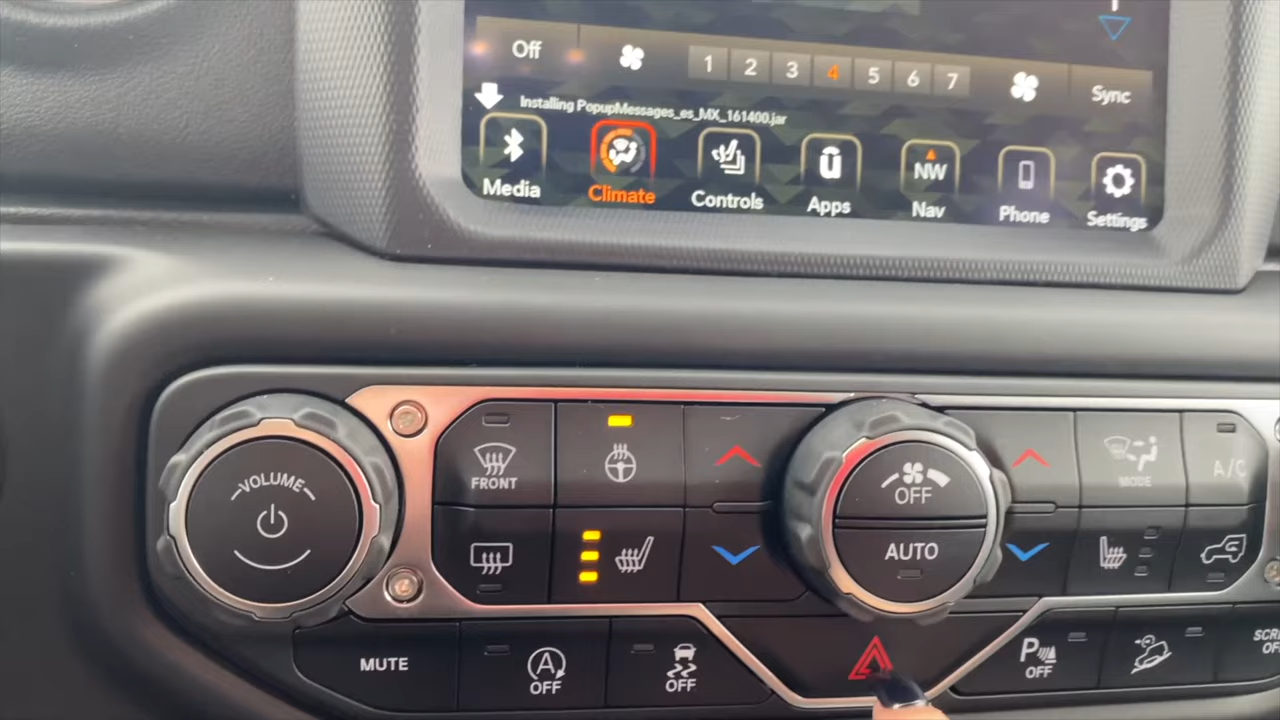 Off
1 2 3 4 5 6 7
Sync
Installing PopupMessages_es_MX_161400.jar
Media
Climate
Controls
Apps
NW
Nav
Phone
Settings
VOLUME
FRONT
OFF
AUTO
MODE
A/C
MUTE
A
OFF
OFF
P
OFF